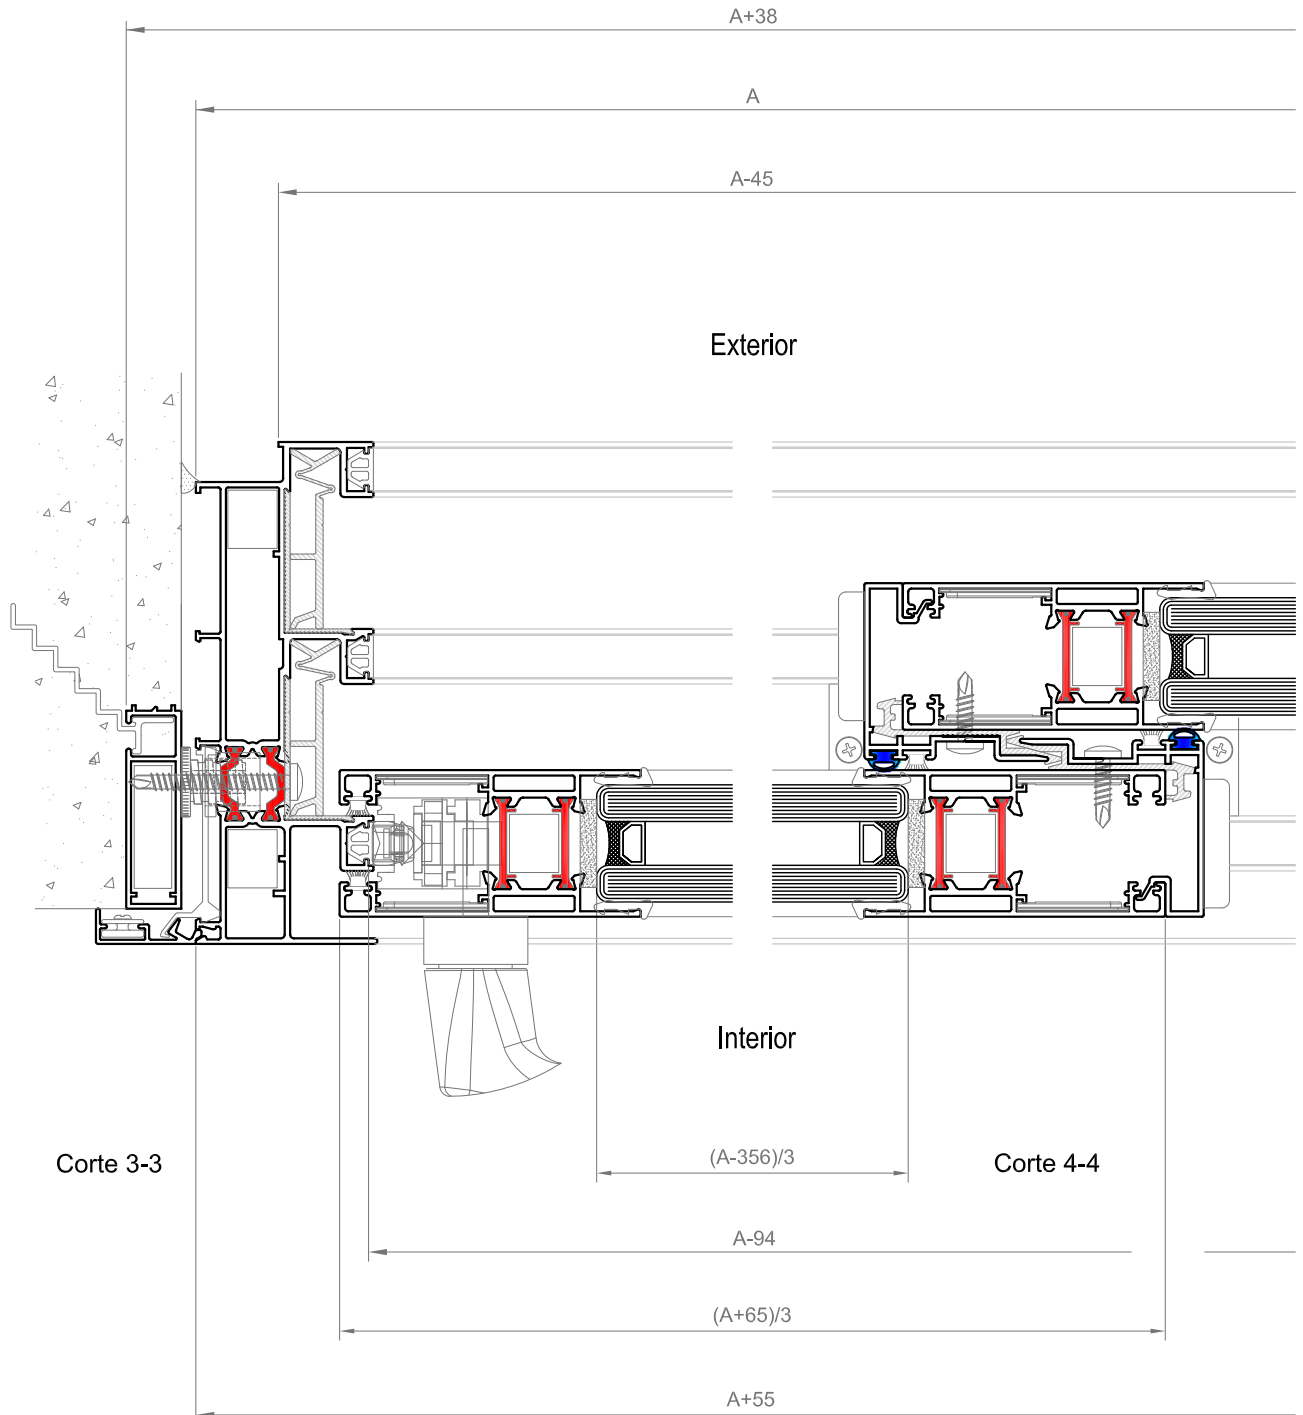 A+38
A
A-45
Exterior
Interior
Corte 3-3
(A-356)/3
Corte 4-4
A-94
(A+65)/3
A+55